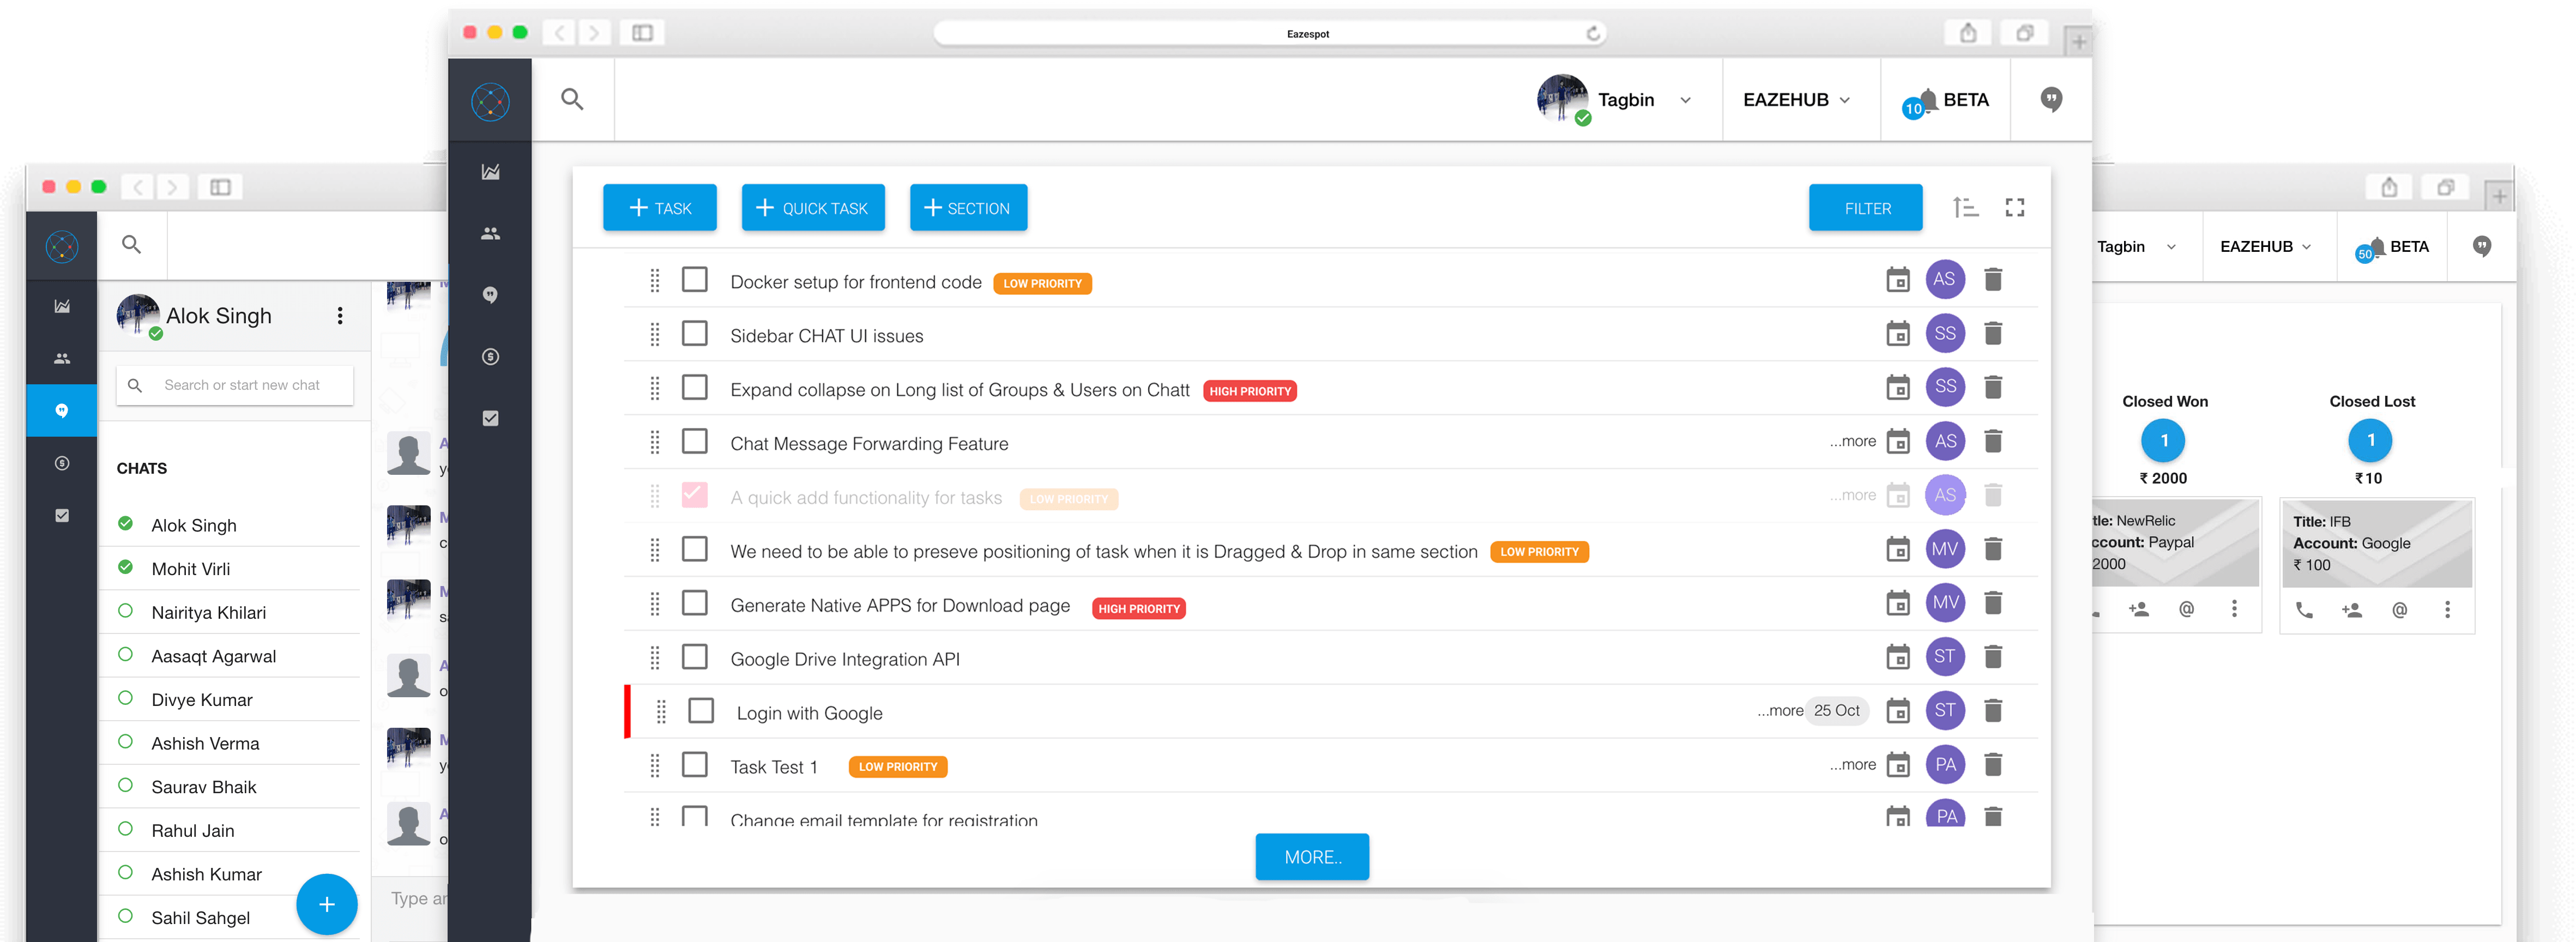 Eazespot
Tagbin
EAZEHUB
10
BETA
+ TASK
+ QUICK TASK
+ SECTION
FILTER
Docker setup for frontend code LOW PRIORITY AS
Sidebar CHAT UI issues SS
Expand collapse on Long list of Groups & Users on Chatt HIGH PRIORITY SS
Chat Message Forwarding Feature ...more AS
A quick add functionality for tasks LOW PRIORITY ...more AS
We need to be able to preseve positioning of task when it is Dragged & Drop in same section LOW PRIORITY MV
Generate Native APPS for Download page HIGH PRIORITY MV
Google Drive Integration API ST
Login with Google ...more 25 Oct ST
Task Test 1 LOW PRIORITY ...more PA
Change email template for registration PA
MORE..
Alok Singh
Search or start new chat
CHATS
Alok Singh
Mohit Virli
Nairitya Khilari
Aasaqt Agarwal
Divye Kumar
Ashish Verma
Saurav Bhaik
Rahul Jain
Ashish Kumar
Sahil Sahgel
+
Type
Tagbin
EAZEHUB
50
BETA
Closed Won
1
₹ 2000
tle: NewRelic
ccount: Paypal
2000
@
Closed Lost
1
₹10
Title: IFB
Account: Google
₹ 100
@